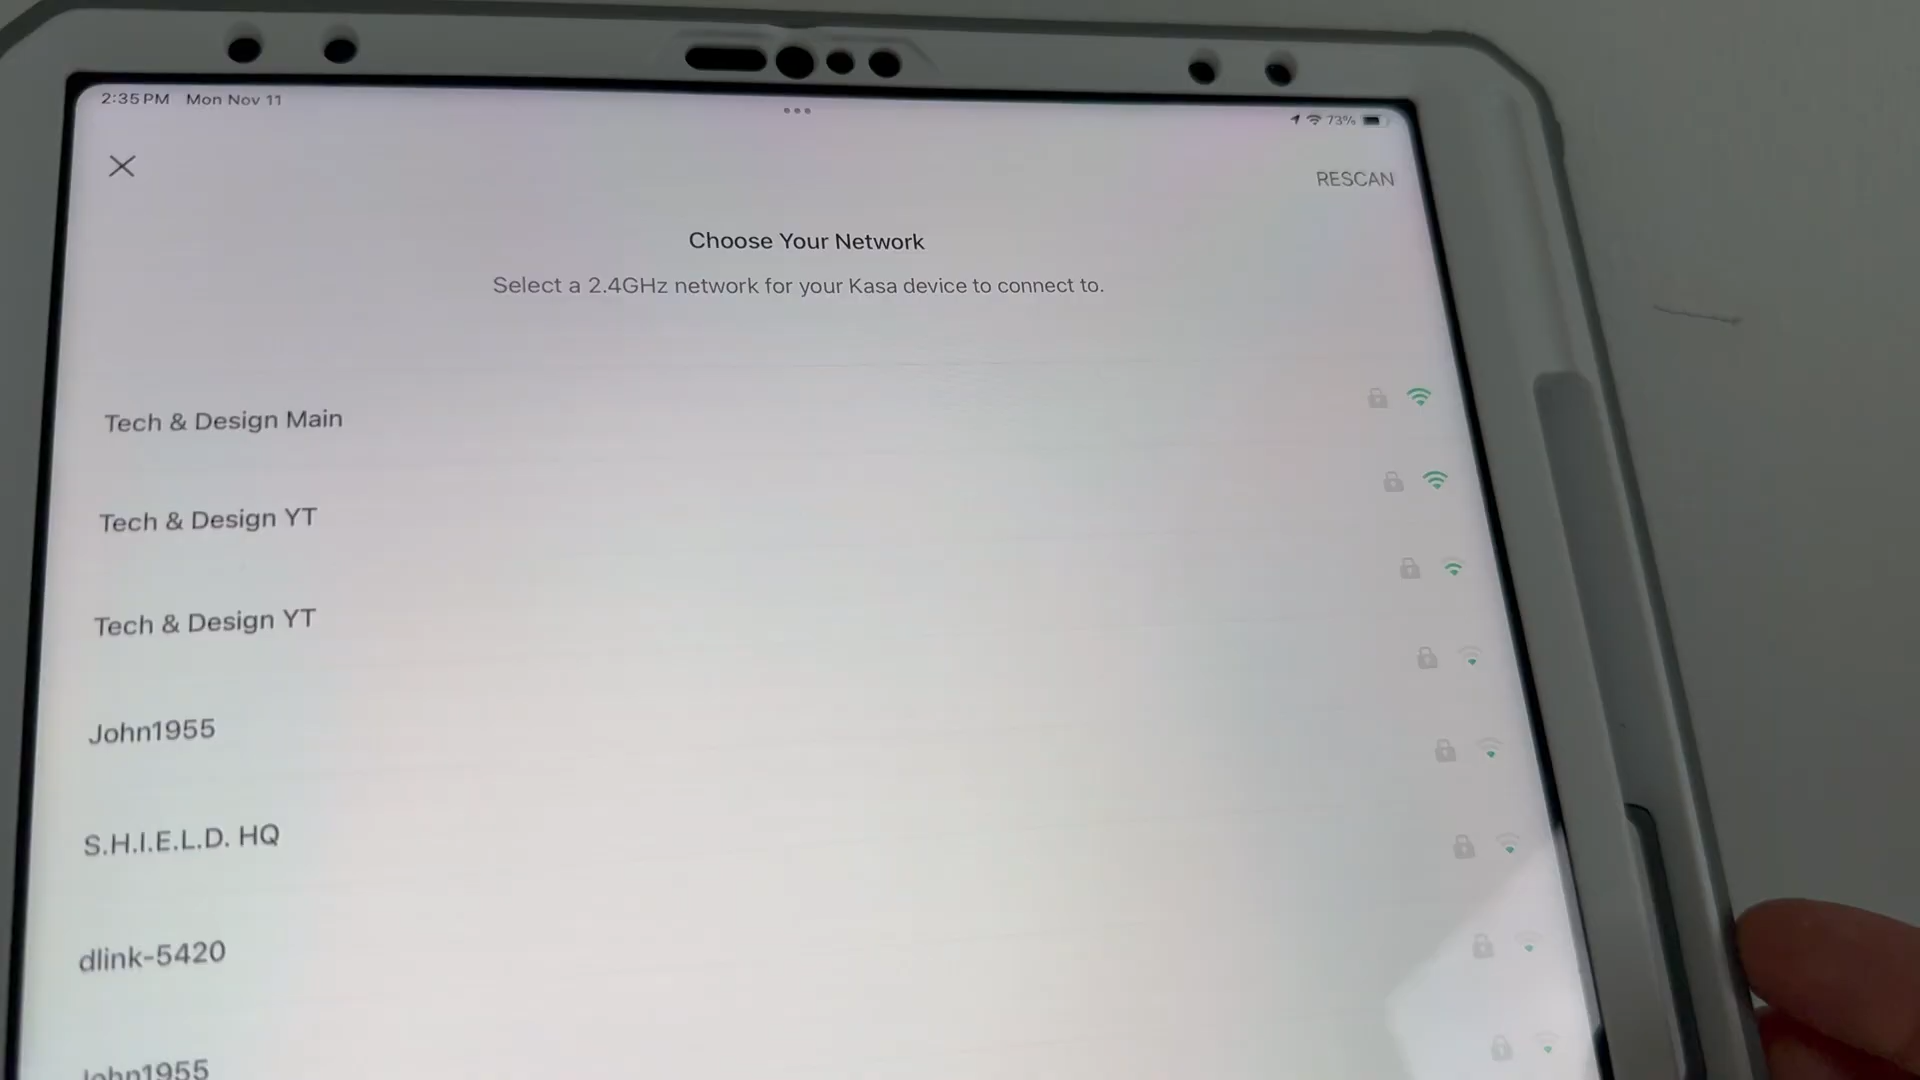 2:35 PM Mon Nov 11
73%
RESCAN
Choose Your Network
Select a 2.4GHz network for your Kasa device to connect to.
Tech & Design Main
Tech & Design YT
Tech & Design YT
John1955
S.H.I.E.L.D. HQ
dlink-5420
John1955